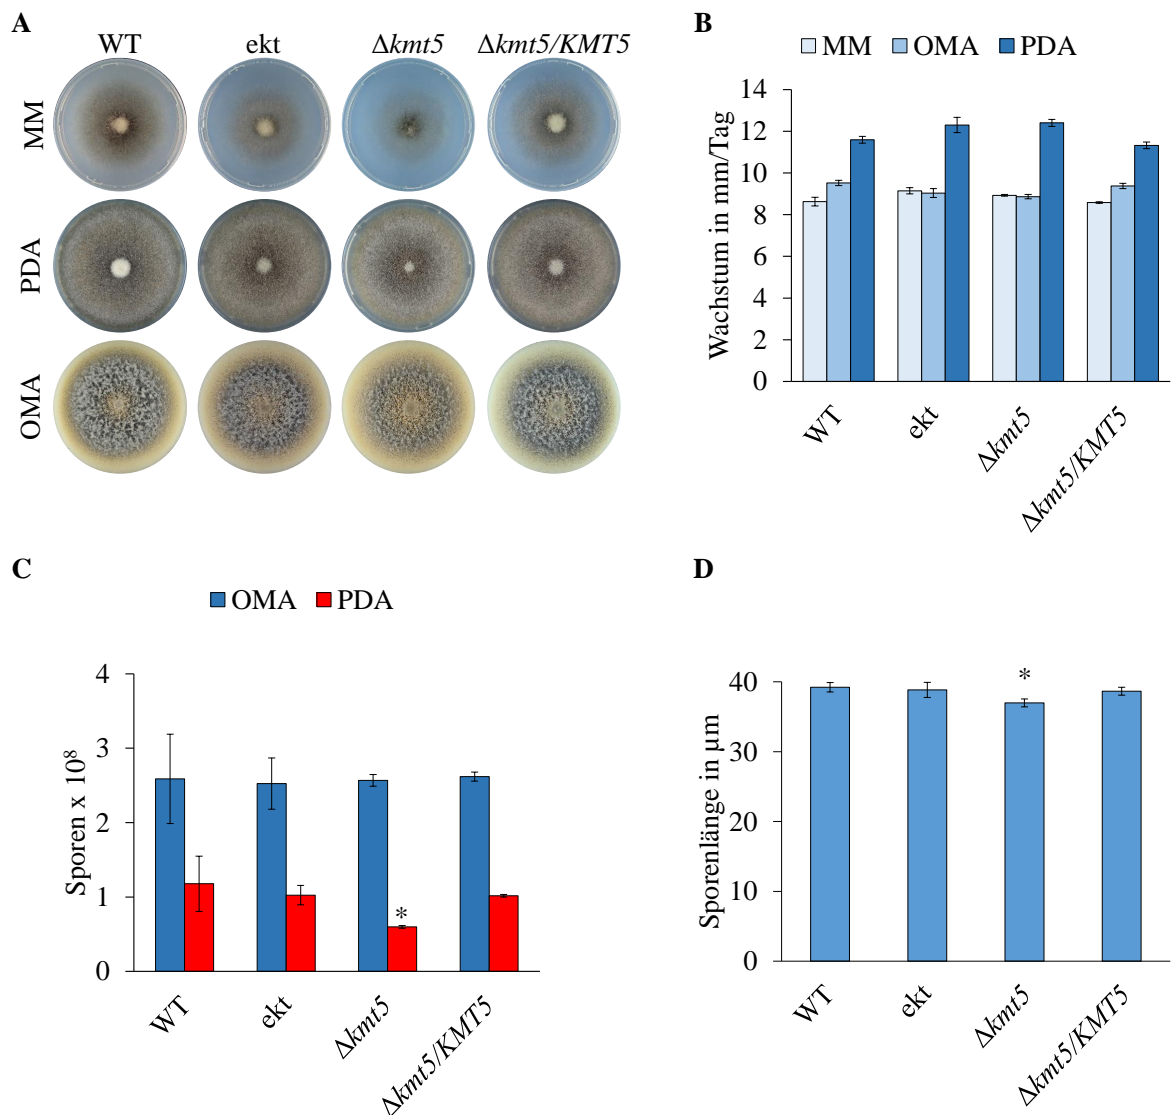 A
WT ekt Δkmt5 Δkmt5/KMT5
MM
PDA
OMA
B
MM OMA PDA
Wachstum in mm/Tag
14
12
10
8
6
4
2
0
WT ekt Δkmt5 Δkmt5/KMT5
C
OMA PDA
Sporen x 10⁸
4
3
2
1
0
*
WT ekt Δkmt5 Δkmt5/KMT5
D
Sporenlänge in µm
40
30
20
10
0
*
WT ekt Δkmt5 Δkmt5/KMT5